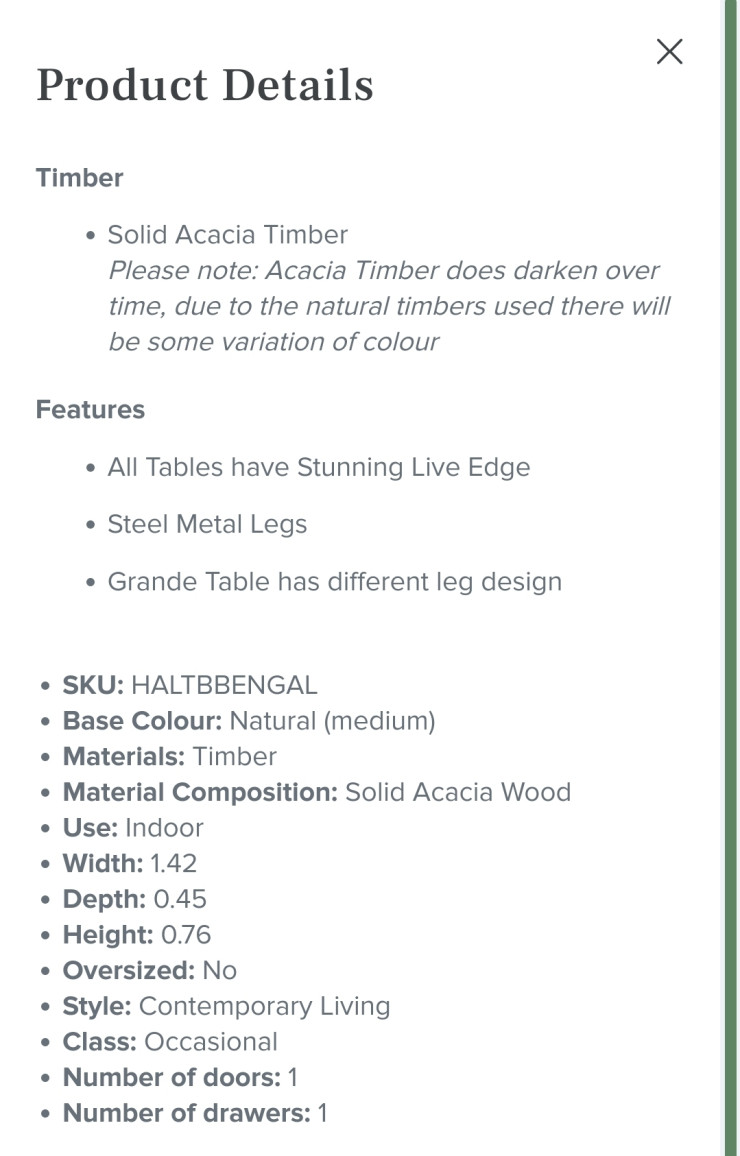 Product Details
Timber
• Solid Acacia Timber
Please note: Acacia Timber does darken over
time, due to the natural timbers used there will
be some variation of colour
Features
• All Tables have Stunning Live Edge
• Steel Metal Legs
• Grande Table has different leg design
• SKU: HALTBBENGAL
• Base Colour: Natural (medium)
• Materials: Timber
• Material Composition: Solid Acacia Wood
• Use: Indoor
• Width: 1.42
• Depth: 0.45
• Height: 0.76
• Oversized: No
• Style: Contemporary Living
• Class: Occasional
• Number of doors: 1
• Number of drawers: 1